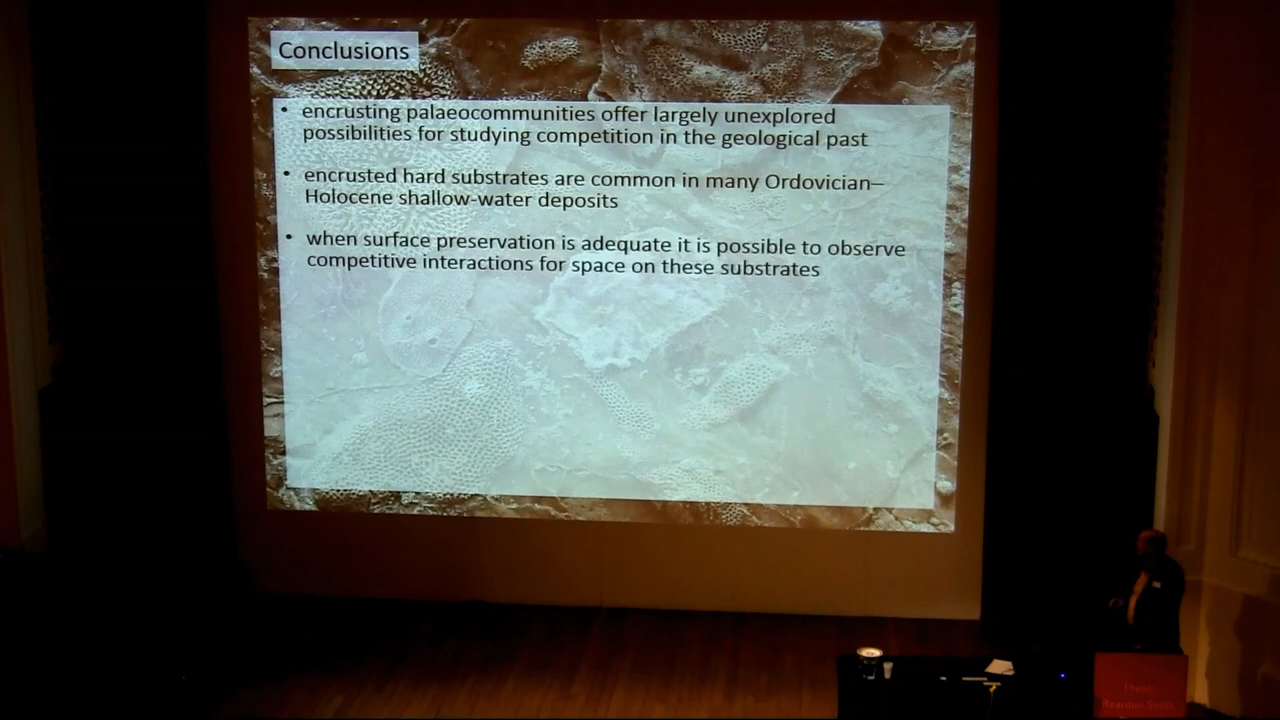 Conclusions
• encrusting palaeocommunities offer largely unexplored
possibilities for studying competition in the geological past
• encrusted hard substrates are common in many Ordovician–
Holocene shallow-water deposits
• when surface preservation is adequate it is possible to observe
competitive interactions for space on these substrates